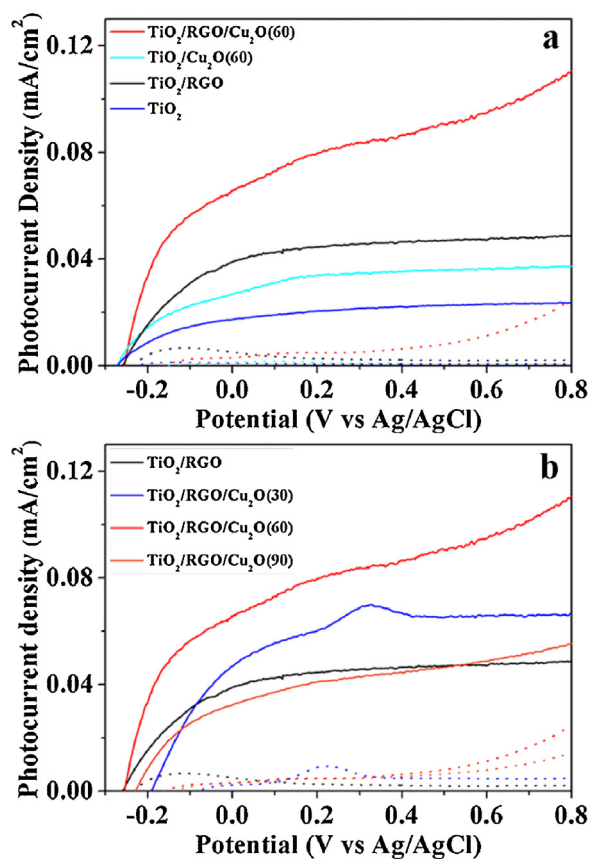 a
TiO₂/RGO/Cu₂O(60)
TiO₂/Cu₂O(60)
TiO₂/RGO
TiO₂
Photocurrent Density (mA/cm²)
0.12
0.08
0.04
0.00
-0.2 0.0 0.2 0.4 0.6 0.8
Potential (V vs Ag/AgCl)
b
TiO₂/RGO
TiO₂/RGO/Cu₂O(30)
TiO₂/RGO/Cu₂O(60)
TiO₂/RGO/Cu₂O(90)
Photocurrent density (mA/cm²)
0.12
0.08
0.04
0.00
-0.2 0.0 0.2 0.4 0.6 0.8
Potential (V vs Ag/AgCl)